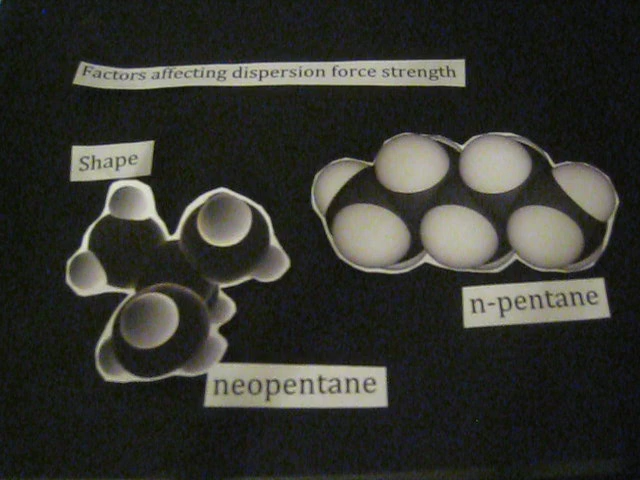 Factors affecting dispersion force strength
Shape
n-pentane
neopentane